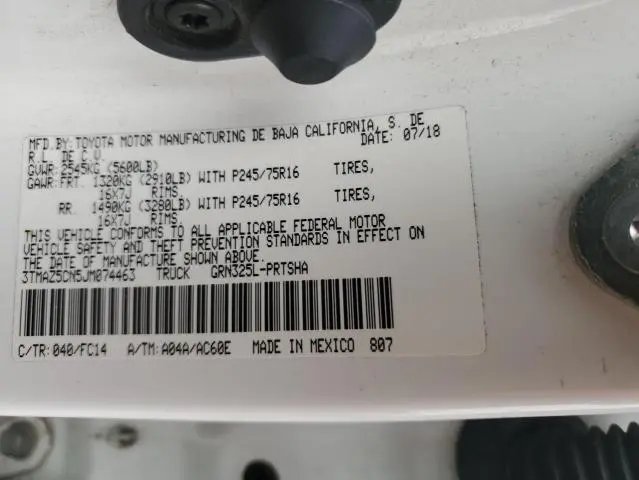 MFD. BY: TOYOTA MOTOR MANUFACTURING DE BAJA CALIFORNIA, S. DE
R.L. DE C.V. DATE: 07/18
GVWR: 2545KG (5600LB)
GAWR: FRT. 1320KG (2910LB) WITH P245/75R16 TIRES,
16X7J RIMS,
RR. 1490KG (3280LB) WITH P245/75R16 TIRES,
16X7J RIMS.
THIS VEHICLE CONFORMS TO ALL APPLICABLE FEDERAL MOTOR
VEHICLE SAFETY AND THEFT PREVENTION STANDARDS IN EFFECT ON
THE DATE OF MANUFACTURE SHOWN ABOVE.
3TMAZ5CN5JM074463 TRUCK GRN325L-PRTSHA
C/TR: 040/FC14 A/TM: A04A/AC60E MADE IN MEXICO 807